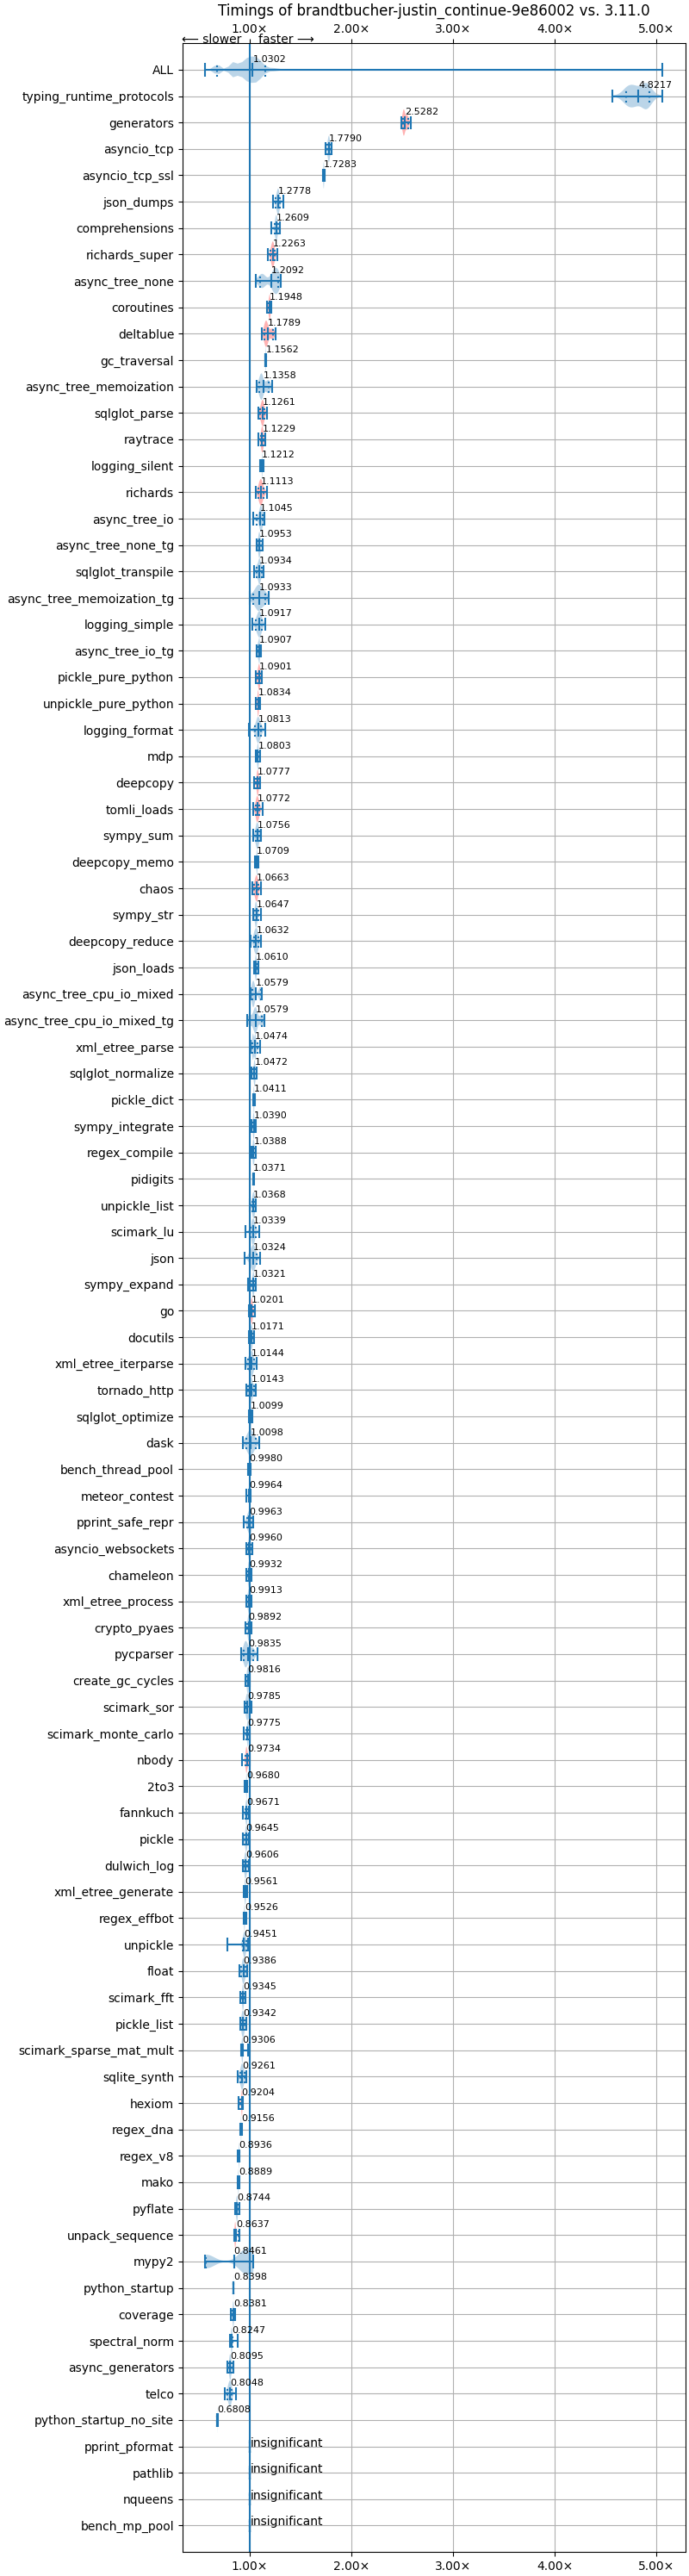 Timings of brandtbucher-justin_continue-9e86002 vs. 3.11.0
⟵ slower faster ⟶
1.00× 2.00× 3.00× 4.00× 5.00×
ALL 1.0302
typing_runtime_protocols 4.8217
generators 2.5282
asyncio_tcp 1.7790
asyncio_tcp_ssl 1.7283
json_dumps 1.2778
comprehensions 1.2609
richards_super 1.2263
async_tree_none 1.2092
coroutines 1.1948
deltablue 1.1789
gc_traversal 1.1562
async_tree_memoization 1.1358
sqlglot_parse 1.1261
raytrace 1.1229
logging_silent 1.1212
richards 1.1113
async_tree_io 1.1045
async_tree_none_tg 1.0953
sqlglot_transpile 1.0934
async_tree_memoization_tg 1.0933
logging_simple 1.0917
async_tree_io_tg 1.0907
pickle_pure_python 1.0901
unpickle_pure_python 1.0834
logging_format 1.0813
mdp 1.0803
deepcopy 1.0777
tomli_loads 1.0772
sympy_sum 1.0756
deepcopy_memo 1.0709
chaos 1.0663
sympy_str 1.0647
deepcopy_reduce 1.0632
json_loads 1.0610
async_tree_cpu_io_mixed 1.0579
async_tree_cpu_io_mixed_tg 1.0579
xml_etree_parse 1.0474
sqlglot_normalize 1.0472
pickle_dict 1.0411
sympy_integrate 1.0390
regex_compile 1.0388
pidigits 1.0371
unpickle_list 1.0368
scimark_lu 1.0339
json 1.0324
sympy_expand 1.0321
go 1.0201
docutils 1.0171
xml_etree_iterparse 1.0144
tornado_http 1.0143
sqlglot_optimize 1.0099
dask 1.0098
bench_thread_pool 0.9980
meteor_contest 0.9964
pprint_safe_repr 0.9963
asyncio_websockets 0.9960
chameleon 0.9932
xml_etree_process 0.9913
crypto_pyaes 0.9892
pycparser 0.9835
create_gc_cycles 0.9816
scimark_sor 0.9785
scimark_monte_carlo 0.9775
nbody 0.9734
2to3 0.9680
fannkuch 0.9671
pickle 0.9645
dulwich_log 0.9606
xml_etree_generate 0.9561
regex_effbot 0.9526
unpickle 0.9451
float 0.9386
scimark_fft 0.9345
pickle_list 0.9342
scimark_sparse_mat_mult 0.9306
sqlite_synth 0.9261
hexiom 0.9204
regex_dna 0.9156
regex_v8 0.8936
mako 0.8889
pyflate 0.8744
unpack_sequence 0.8637
mypy2 0.8461
python_startup 0.8398
coverage 0.8381
spectral_norm 0.8247
async_generators 0.8095
telco 0.8048
python_startup_no_site 0.6808
pprint_pformat insignificant
pathlib insignificant
nqueens insignificant
bench_mp_pool insignificant
1.00× 2.00× 3.00× 4.00× 5.00×